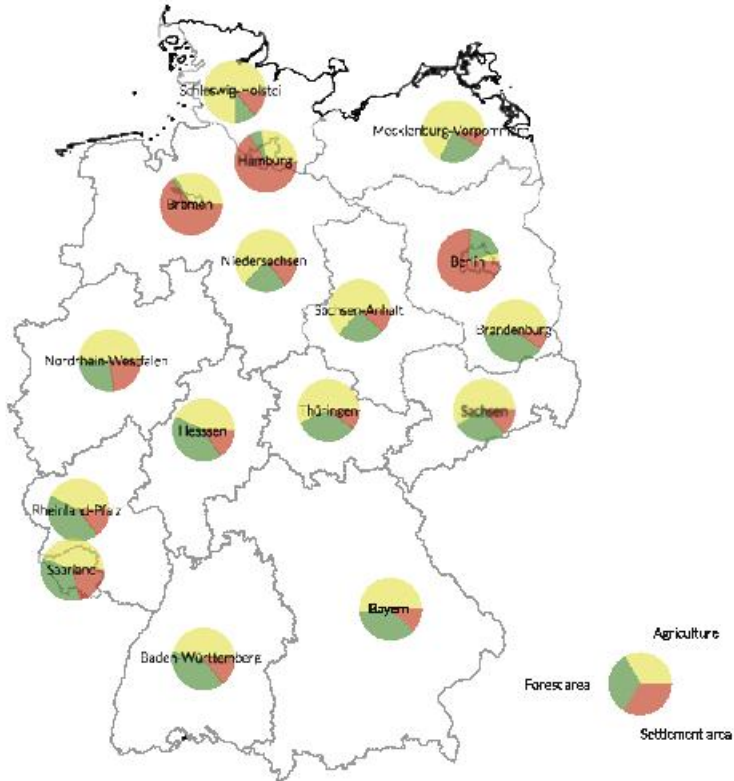 Schleswig-Holstei
Mecklenburg-Vorpommern
Hamburg
Bremen
Niedersachsen
Berlin
Sachsen-Anhalt
Brandenburg
Nordrhein-Westfalen
Thüringen
Sachsen
Hesssen
Rheinland-Pfalz
Saarland
Bayern
Baden-Württemberg
Agriculture
Forest area
Settlement area